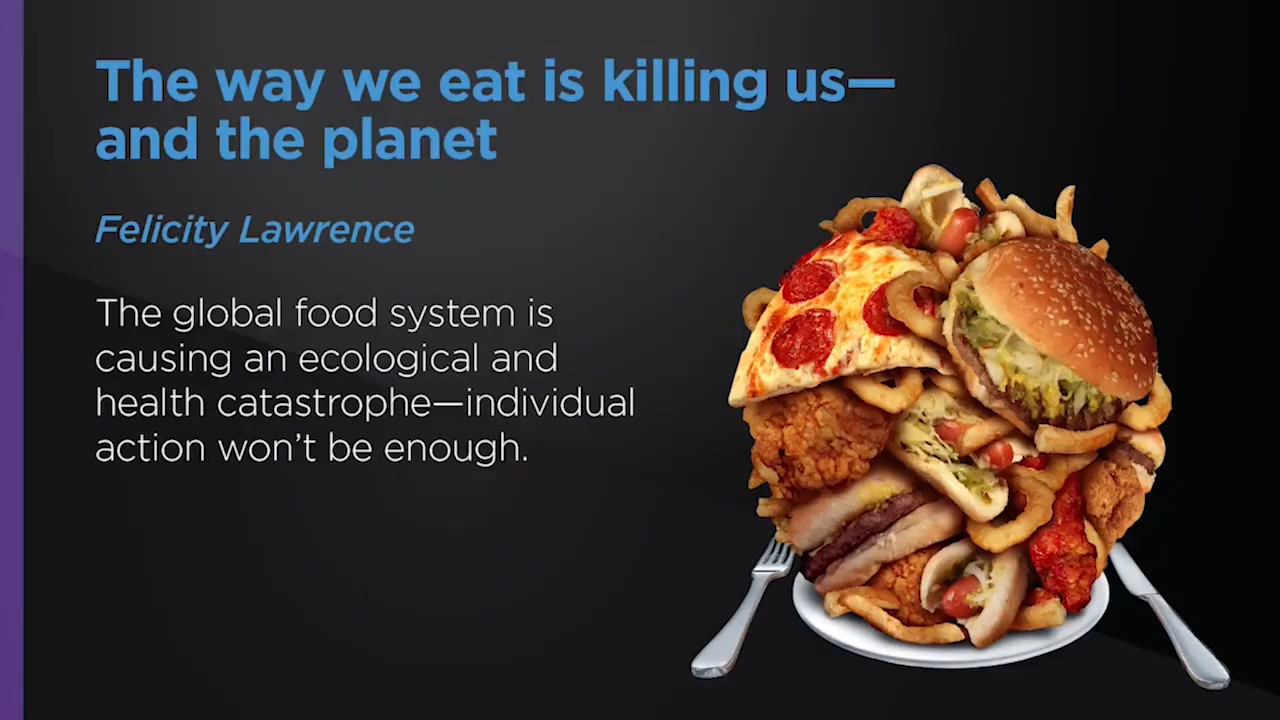 The way we eat is killing us—
and the planet
Felicity Lawrence
The global food system is
causing an ecological and
health catastrophe—individual
action won’t be enough.